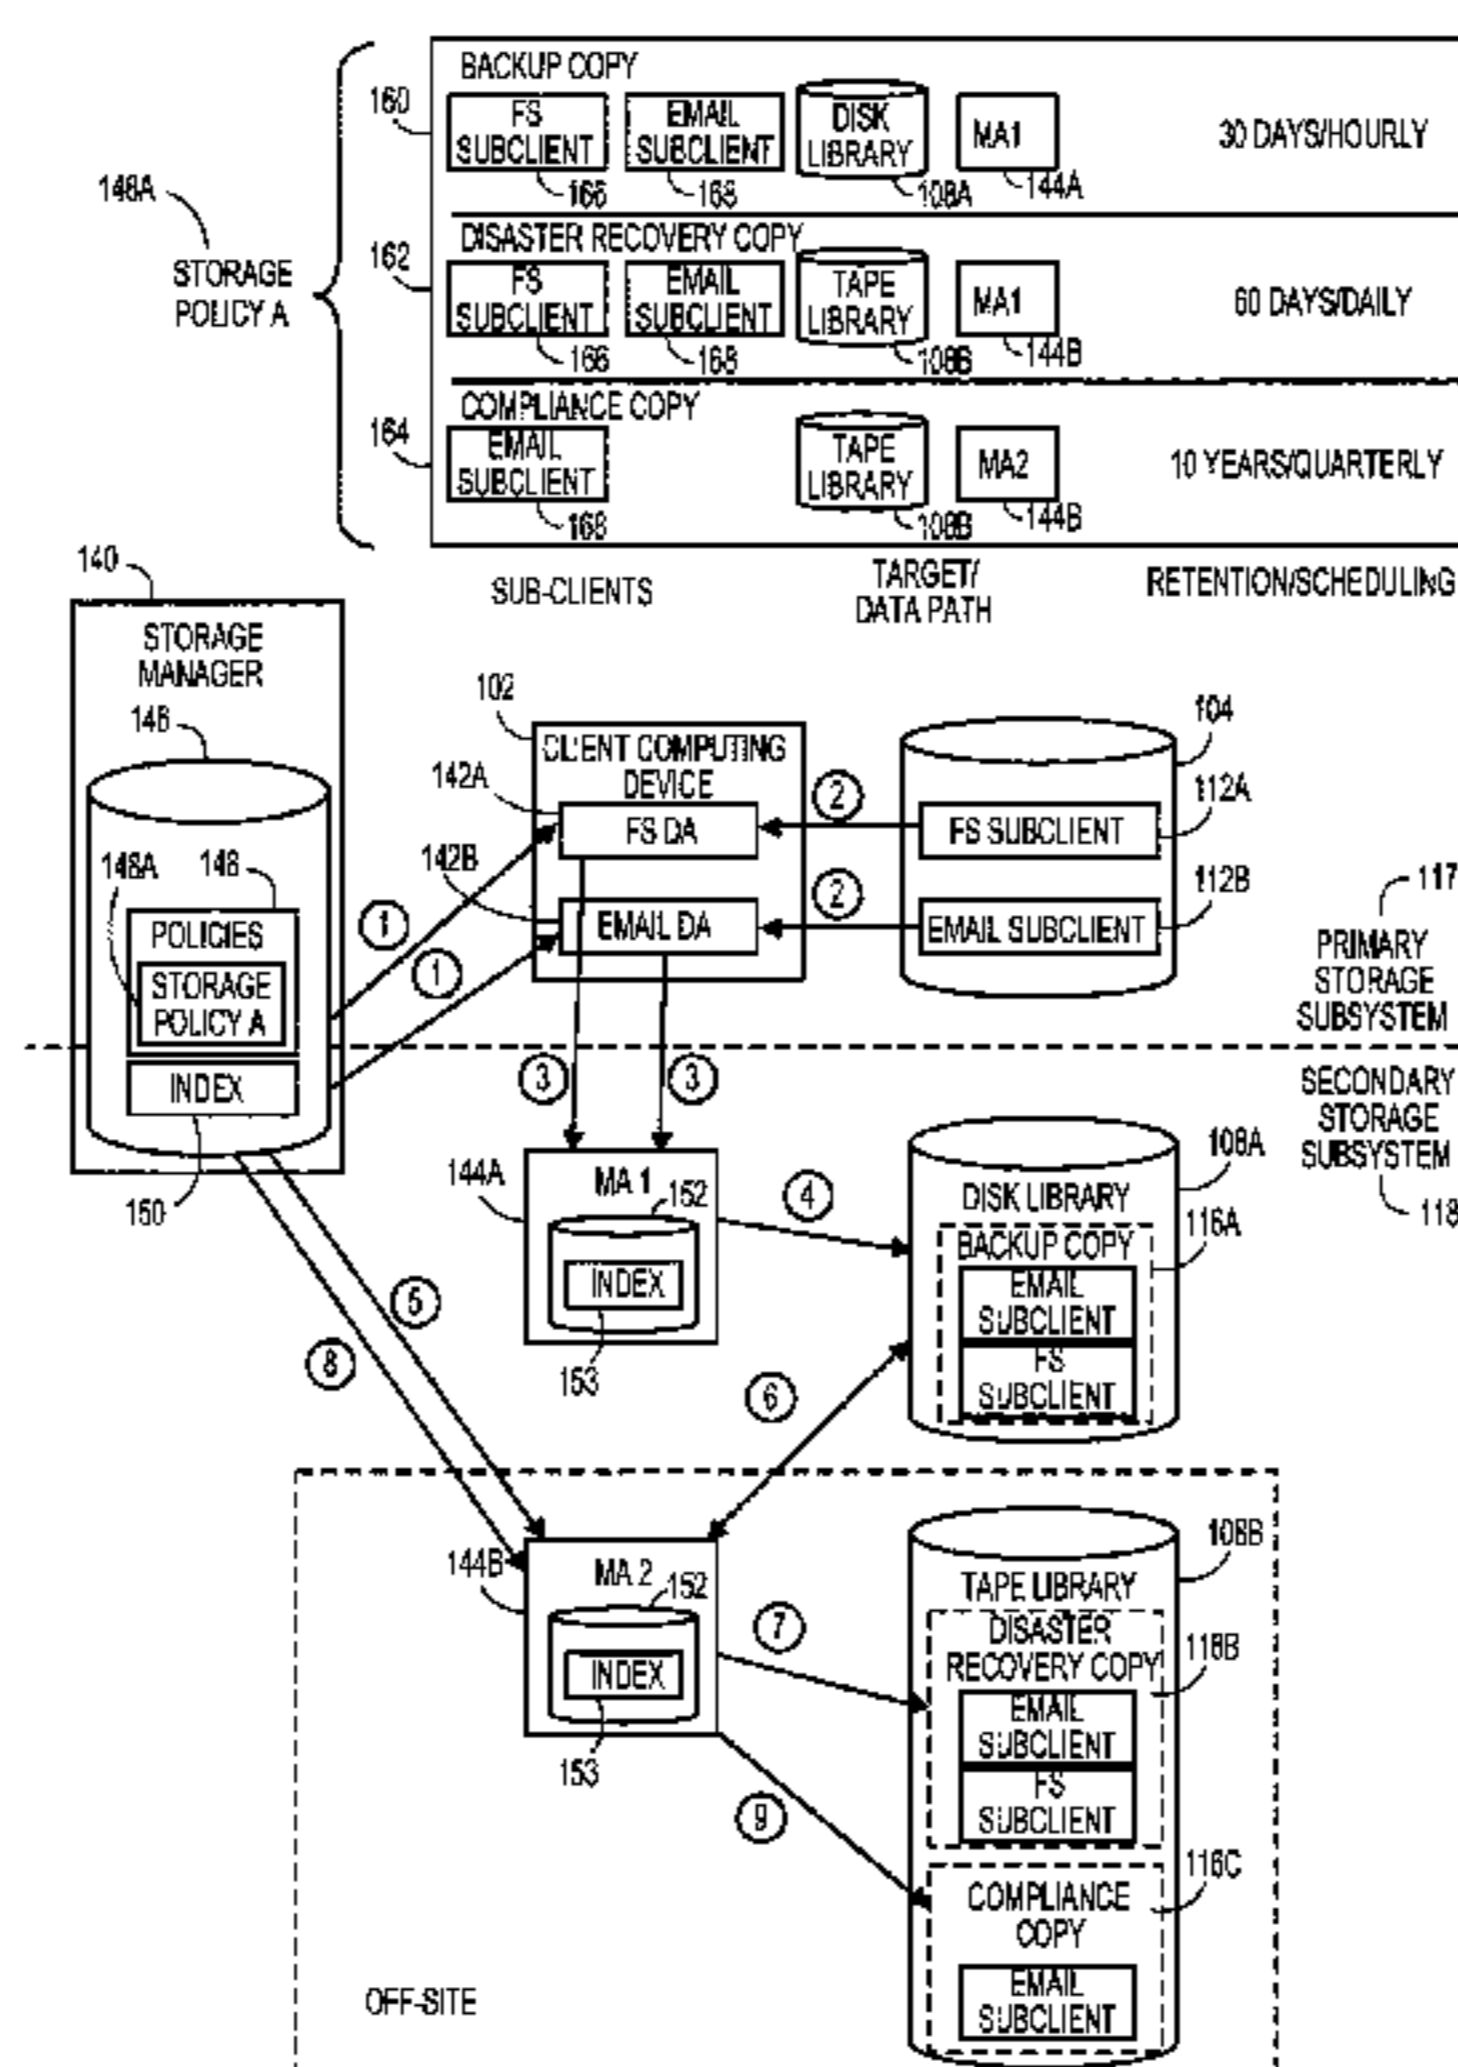 BACKUP COPY
160
FS SUBCLIENT
166
EMAIL SUBCLIENT
168
DISK LIBRARY
108A
MA1
144A
30 DAYS/HOURLY
148A
STORAGE POLICY A
DISASTER RECOVERY COPY
162
FS SUBCLIENT
166
EMAIL SUBCLIENT
168
TAPE LIBRARY
108B
MA1
144B
60 DAYS/DAILY
COMPLIANCE COPY
164
EMAIL SUBCLIENT
168
TAPE LIBRARY
108B
MA2
144B
10 YEARS/QUARTERLY
SUB-CLIENTS
TARGET/
DATA PATH
RETENTION/SCHEDULING
140
STORAGE
MANAGER
146
148A
148
POLICIES
STORAGE
POLICY A
INDEX
150
102
CLIENT COMPUTING
DEVICE
142A
FS DA
142B
EMAIL DA
104
112A
FS SUBCLIENT
112B
EMAIL SUBCLIENT
1
1
2
2
117
PRIMARY
STORAGE
SUBSYSTEM
SECONDARY
STORAGE
SUBSYSTEM
118
3
3
144A
MA 1
152
INDEX
153
4
108A
DISK LIBRARY
116A
BACKUP COPY
EMAIL
SUBCLIENT
FS
SUBCLIENT
5
8
6
144B
MA 2
152
INDEX
153
7
9
108B
TAPE LIBRARY
DISASTER
RECOVERY COPY
116B
EMAIL
SUBCLIENT
FS
SUBCLIENT
116C
COMPLIANCE
COPY
EMAIL
SUBCLIENT
OFF-SITE